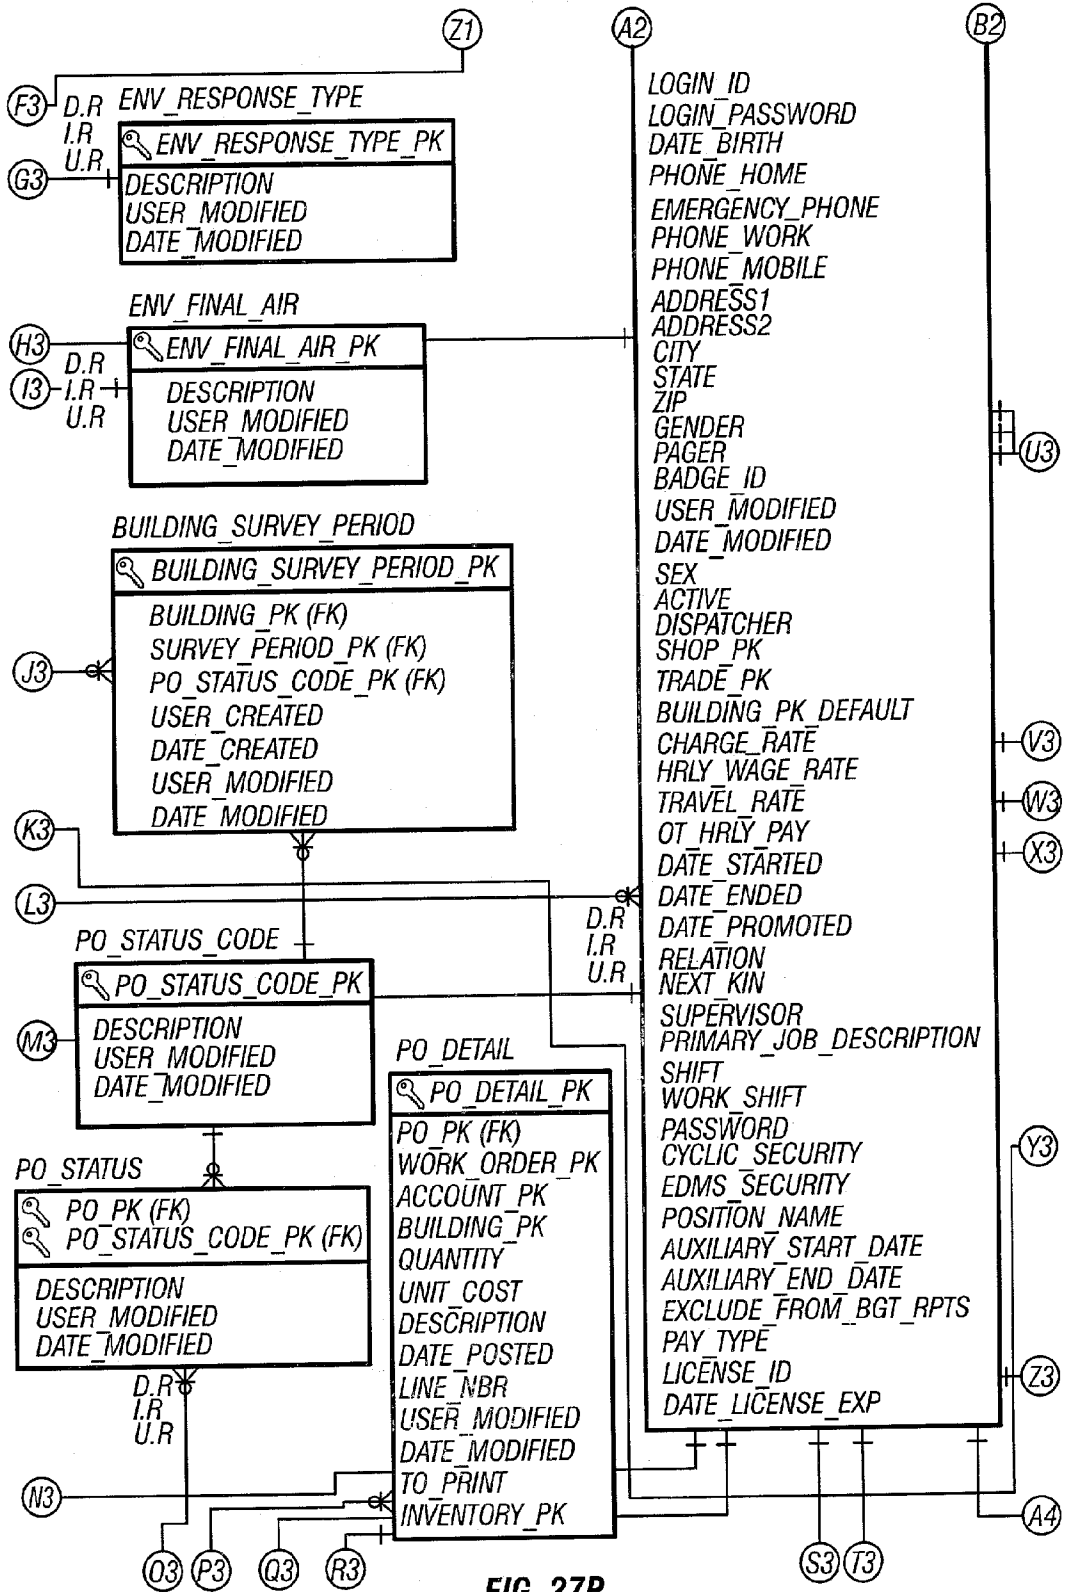 Z1
A2
B2
F3
D.R
I.R
U.R
G3
ENV_RESPONSE_TYPE
ENV_RESPONSE_TYPE_PK
DESCRIPTION
USER_MODIFIED
DATE_MODIFIED
ENV_FINAL_AIR
H3
ENV_FINAL_AIR_PK
D.R
I3
I.R
U.R
DESCRIPTION
USER_MODIFIED
DATE_MODIFIED
BUILDING_SURVEY_PERIOD
BUILDING_SURVEY_PERIOD_PK
BUILDING_PK (FK)
SURVEY_PERIOD_PK (FK)
PO_STATUS_CODE_PK (FK)
USER_CREATED
DATE_CREATED
USER_MODIFIED
DATE_MODIFIED
J3
K3
L3
PO_STATUS_CODE
PO_STATUS_CODE_PK
DESCRIPTION
USER_MODIFIED
DATE_MODIFIED
M3
PO_STATUS
PO_PK (FK)
PO_STATUS_CODE_PK (FK)
DESCRIPTION
USER_MODIFIED
DATE_MODIFIED
D.R
I.R
U.R
PO_DETAIL
PO_DETAIL_PK
PO_PK (FK)
WORK_ORDER_PK
ACCOUNT_PK
BUILDING_PK
QUANTITY
UNIT_COST
DESCRIPTION
DATE_POSTED
LINE_NBR
USER_MODIFIED
DATE_MODIFIED
TO_PRINT
INVENTORY_PK
N3
O3
P3
Q3
R3
D.R
I.R
U.R
LOGIN_ID
LOGIN_PASSWORD
DATE_BIRTH
PHONE_HOME
EMERGENCY_PHONE
PHONE_WORK
PHONE_MOBILE
ADDRESS1
ADDRESS2
CITY
STATE
ZIP
GENDER
PAGER
BADGE_ID
USER_MODIFIED
DATE_MODIFIED
SEX
ACTIVE
DISPATCHER
SHOP_PK
TRADE_PK
BUILDING_PK_DEFAULT
CHARGE_RATE
HRLY_WAGE_RATE
TRAVEL_RATE
OT_HRLY_PAY
DATE_STARTED
DATE_ENDED
DATE_PROMOTED
RELATION
NEXT_KIN
SUPERVISOR
PRIMARY_JOB_DESCRIPTION
SHIFT
WORK_SHIFT
PASSWORD
CYCLIC_SECURITY
EDMS_SECURITY
POSITION_NAME
AUXILIARY_START_DATE
AUXILIARY_END_DATE
EXCLUDE_FROM_BGT_RPTS
PAY_TYPE
LICENSE_ID
DATE_LICENSE_EXP
U3
V3
W3
X3
Y3
Z3
A4
S3
T3